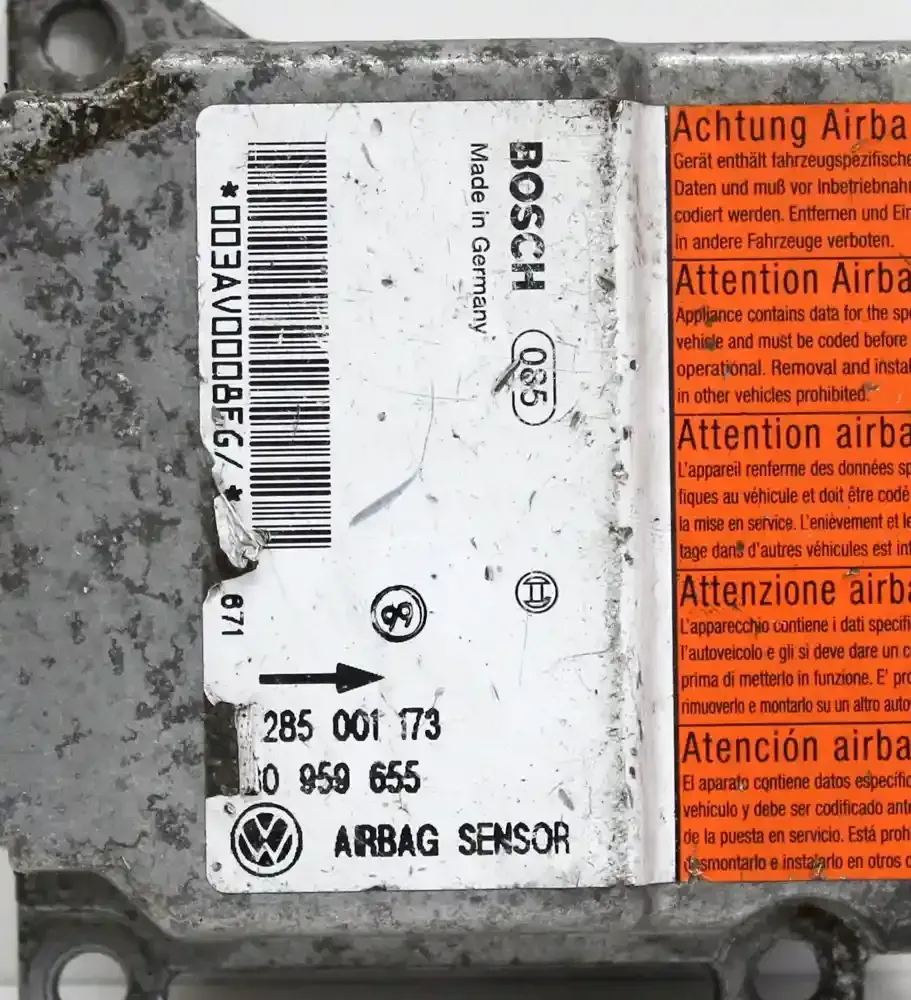 *003AV0008EG/ *
671
Made in Germany
BOSCH
085
99
285 001 173
0 959 655
VW
AIRBAG SENSOR
Achtung Airba
Gerät enthält fahrzeugspezifische
Daten und muß vor Inbetriebnahm
codiert werden. Entfernen und Ein
in andere Fahrzeuge verboten.
Attention Airba
Appliance contains data for the spe
vehicle and must be coded before
operational. Removal and instal
in other vehicles prohibited.
Attention airba
L'appareil renferme des données sp
fiques au véhicule et doit être codé
la mise en service. L'enièvement et le
tage dans d'autres véhicules est int
Attenzione airba
L'apparecchio contiene i dati specifi
l'autoveicolo e gli si deve dare un c
prima di metterlo in funzione. E' pro
rimuoverlo e montarlo su un altro auto
Atención airba
El aparato contiene datos específic
vehículo y debe ser codificado ante
de la puesta en servicio. Está proh
desmontarlo e instalarlo en otros c